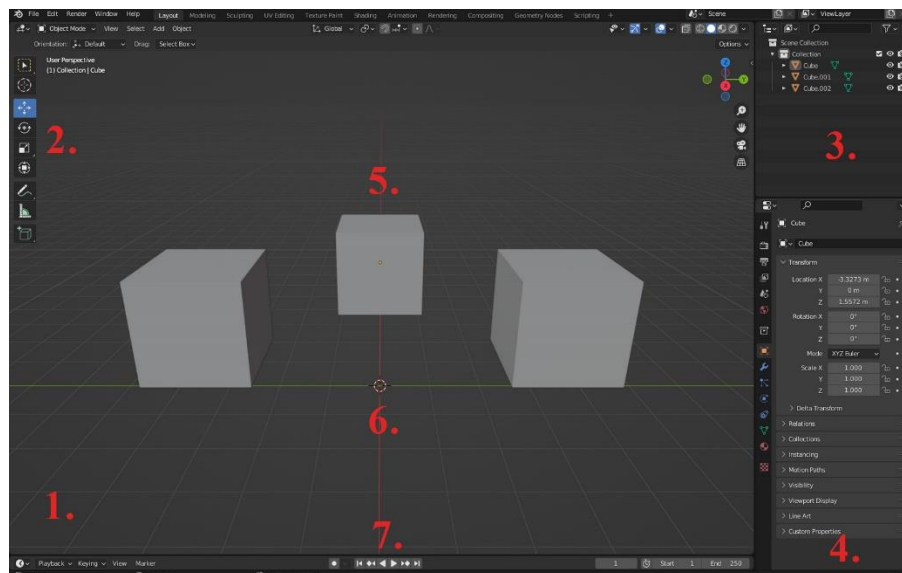 File Edit Render Window Help Layout Modeling Sculpting UV Editing Texture Paint Shading Animation Rendering Compositing Geometry Nodes Scripting + Scene ViewLayer
Object Mode View Select Add Object Global
Orientation: Default Drag: Select Box Options
User Perspective
(1) Collection | Cube
Z
Y
X
1.
2.
3.
4.
5.
6.
7.
Scene Collection
Collection
Cube
Cube.001
Cube.002
Cube
Cube
Transform
Location X -3.3273 m
Y 0 m
Z 1.5572 m
Rotation X 0°
Y 0°
Z 0°
Mode XYZ Euler
Scale X 1.000
Y 1.000
Z 1.000
Delta Transform
Relations
Collections
Instancing
Motion Paths
Visibility
Viewport Display
Line Art
Custom Properties
Playback Keying View Marker 1 Start 1 End 250